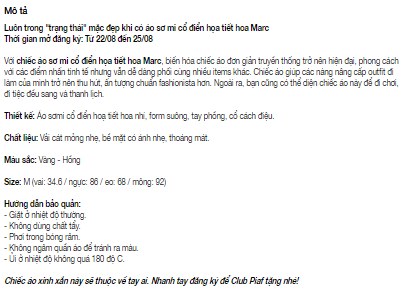 Mô tả
Luôn trong "trạng thái" mặc đẹp khi có áo sơ mi cổ điển họa tiết hoa Marc
Thời gian mở đăng ký: Từ 22/08 đến 25/08
Với chiếc áo sơ mi cổ điển họa tiết hoa Marc, biến hóa chiếc áo đơn giản truyền thống trở nên hiện đại, phong cách
với các điểm nhấn tinh tế nhưng vẫn dễ dàng phối cùng nhiều items khác. Chiếc áo giúp các nàng nâng cấp outfit đi
làm của mình trở nên thu hút, ấn tượng chuẩn fashionista hơn. Ngoài ra, bạn cũng có thể diện chiếc áo này để đi chơi,
đi tiệc đều sang và thanh lịch.
Thiết kế: Áo sơmi cổ điển họa tiết hoa nhí, form suông, tay phồng, cổ cách điệu.
Chất liệu: Vải cát mỏng nhẹ, bề mặt có ánh nhẹ, thoáng mát.
Màu sắc: Vàng - Hồng
Size: M (vai: 34.6 / ngực: 86 / eo: 68 / mông: 92)
Hướng dẫn bảo quản:
- Giặt ở nhiệt độ thường.
- Không dùng chất tẩy.
- Phơi trong bóng râm.
- Không ngâm quần áo để tránh ra màu.
- Ủi ở nhiệt độ không quá 180 độ C.
Chiếc áo xinh xắn này sẽ thuộc về tay ai. Nhanh tay đăng ký để Club Piaf tặng nhé!